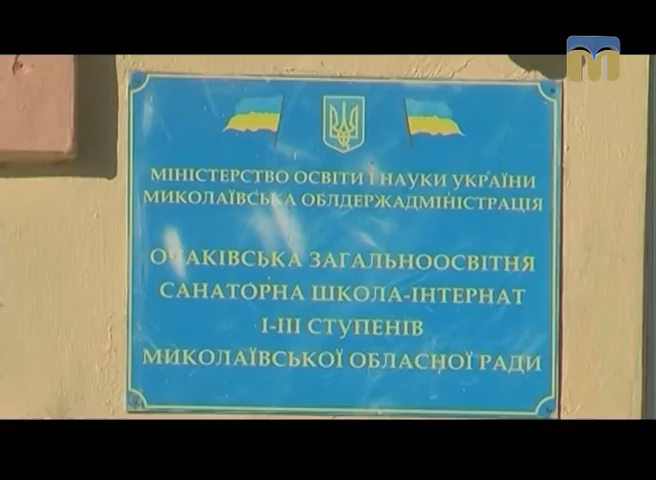 МІНІСТЕРСТВО ОСВІТИ І НАУКИ УКРАЇНИ
МИКОЛАЇВСЬКА ОБЛДЕРЖАДМІНІСТРАЦІЯ
ОЧАКІВСЬКА ЗАГАЛЬНООСВІТНЯ
САНАТОРНА ШКОЛА-ІНТЕРНАТ
І-ІІІ СТУПЕНІВ
МИКОЛАЇВСЬКОЇ ОБЛАСНОЇ РАДИ